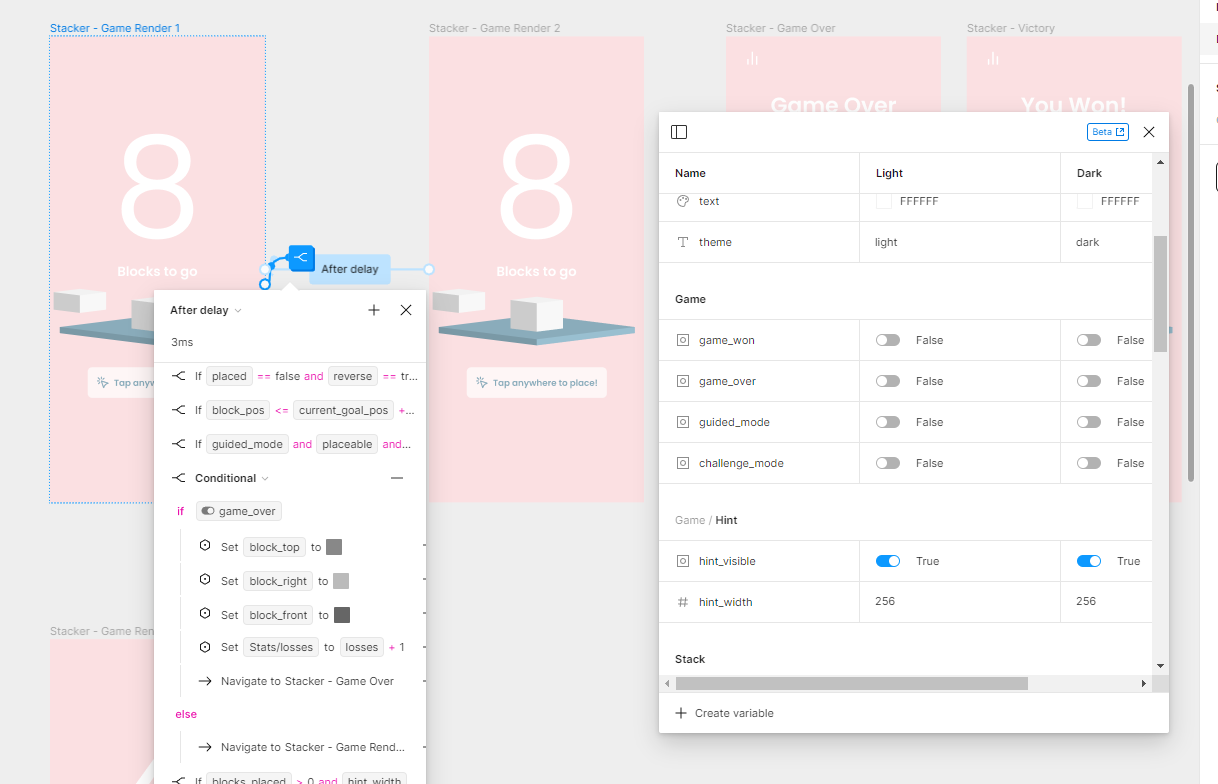 Stacker - Game Render 1
Stacker - Game Render 2
Stacker - Game Over
Stacker - Victory
Game Over
You Won!
8
Blocks to go
8
Blocks to go
Tap anyw
Tap anywhere to place!
After delay
After delay
3ms
If placed == false and reverse == tr...
If block_pos <= current_goal_pos +...
If guided_mode and placeable and...
Conditional
if game_over
Set block_top to
Set block_right to
Set block_front to
Set Stats/losses to losses + 1
Navigate to Stacker - Game Over
else
Navigate to Stacker - Game Rend...
If blocks_placed > 0 and hint_width
Stacker - Game Ren
Beta
Name Light Dark
text FFFFFF FFFFFF
theme light dark
Game
game_won False False
game_over False False
guided_mode False False
challenge_mode False False
Game / Hint
hint_visible True True
hint_width 256 256
Stack
Create variable